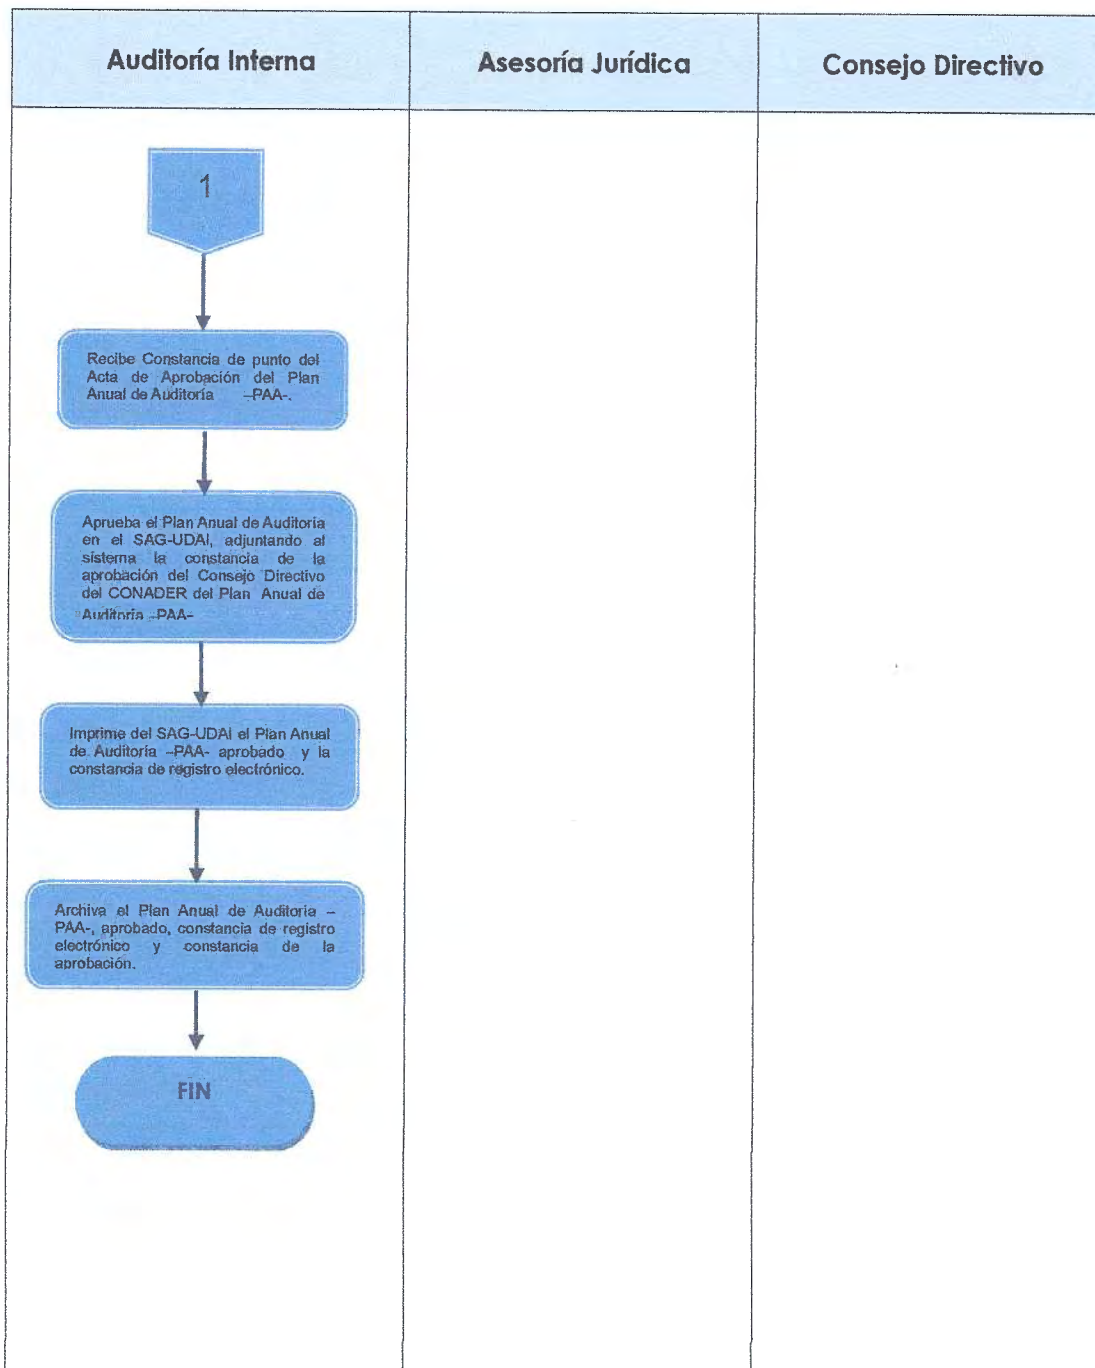 Auditoría Interna
Asesoría Jurídica
Consejo Directivo
1
Recibe Constancia de punto del
Acta de Aprobación del Plan
Anual de Auditoría –PAA-.
Aprueba el Plan Anual de Auditoria
en el SAG-UDAI, adjuntando al
sistema la constancia de la
aprobación del Consejo Directivo
del CONADER del Plan Anual de
Auditoría –PAA-
Imprime del SAG-UDAI el Plan Anual
de Auditoría –PAA- aprobado y la
constancia de registro electrónico.
Archiva el Plan Anual de Auditoría –
PAA-, aprobado, constancia de registro
electrónico y constancia de la
aprobación.
FIN